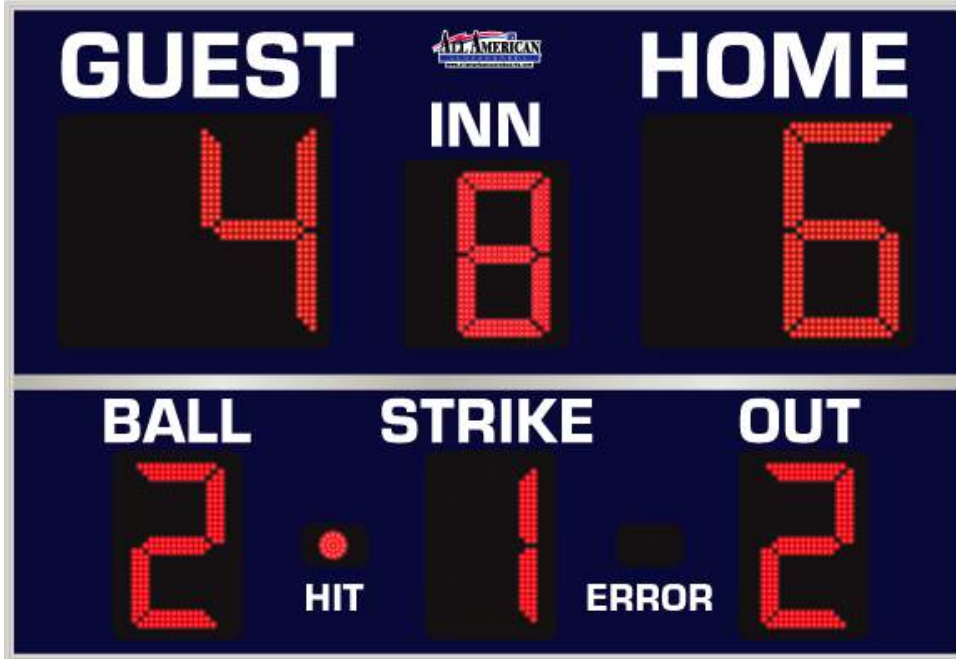 GUEST
ALL AMERICAN
HOME
INN
4
8
6
BALL
STRIKE
OUT
2
1
2
HIT
ERROR